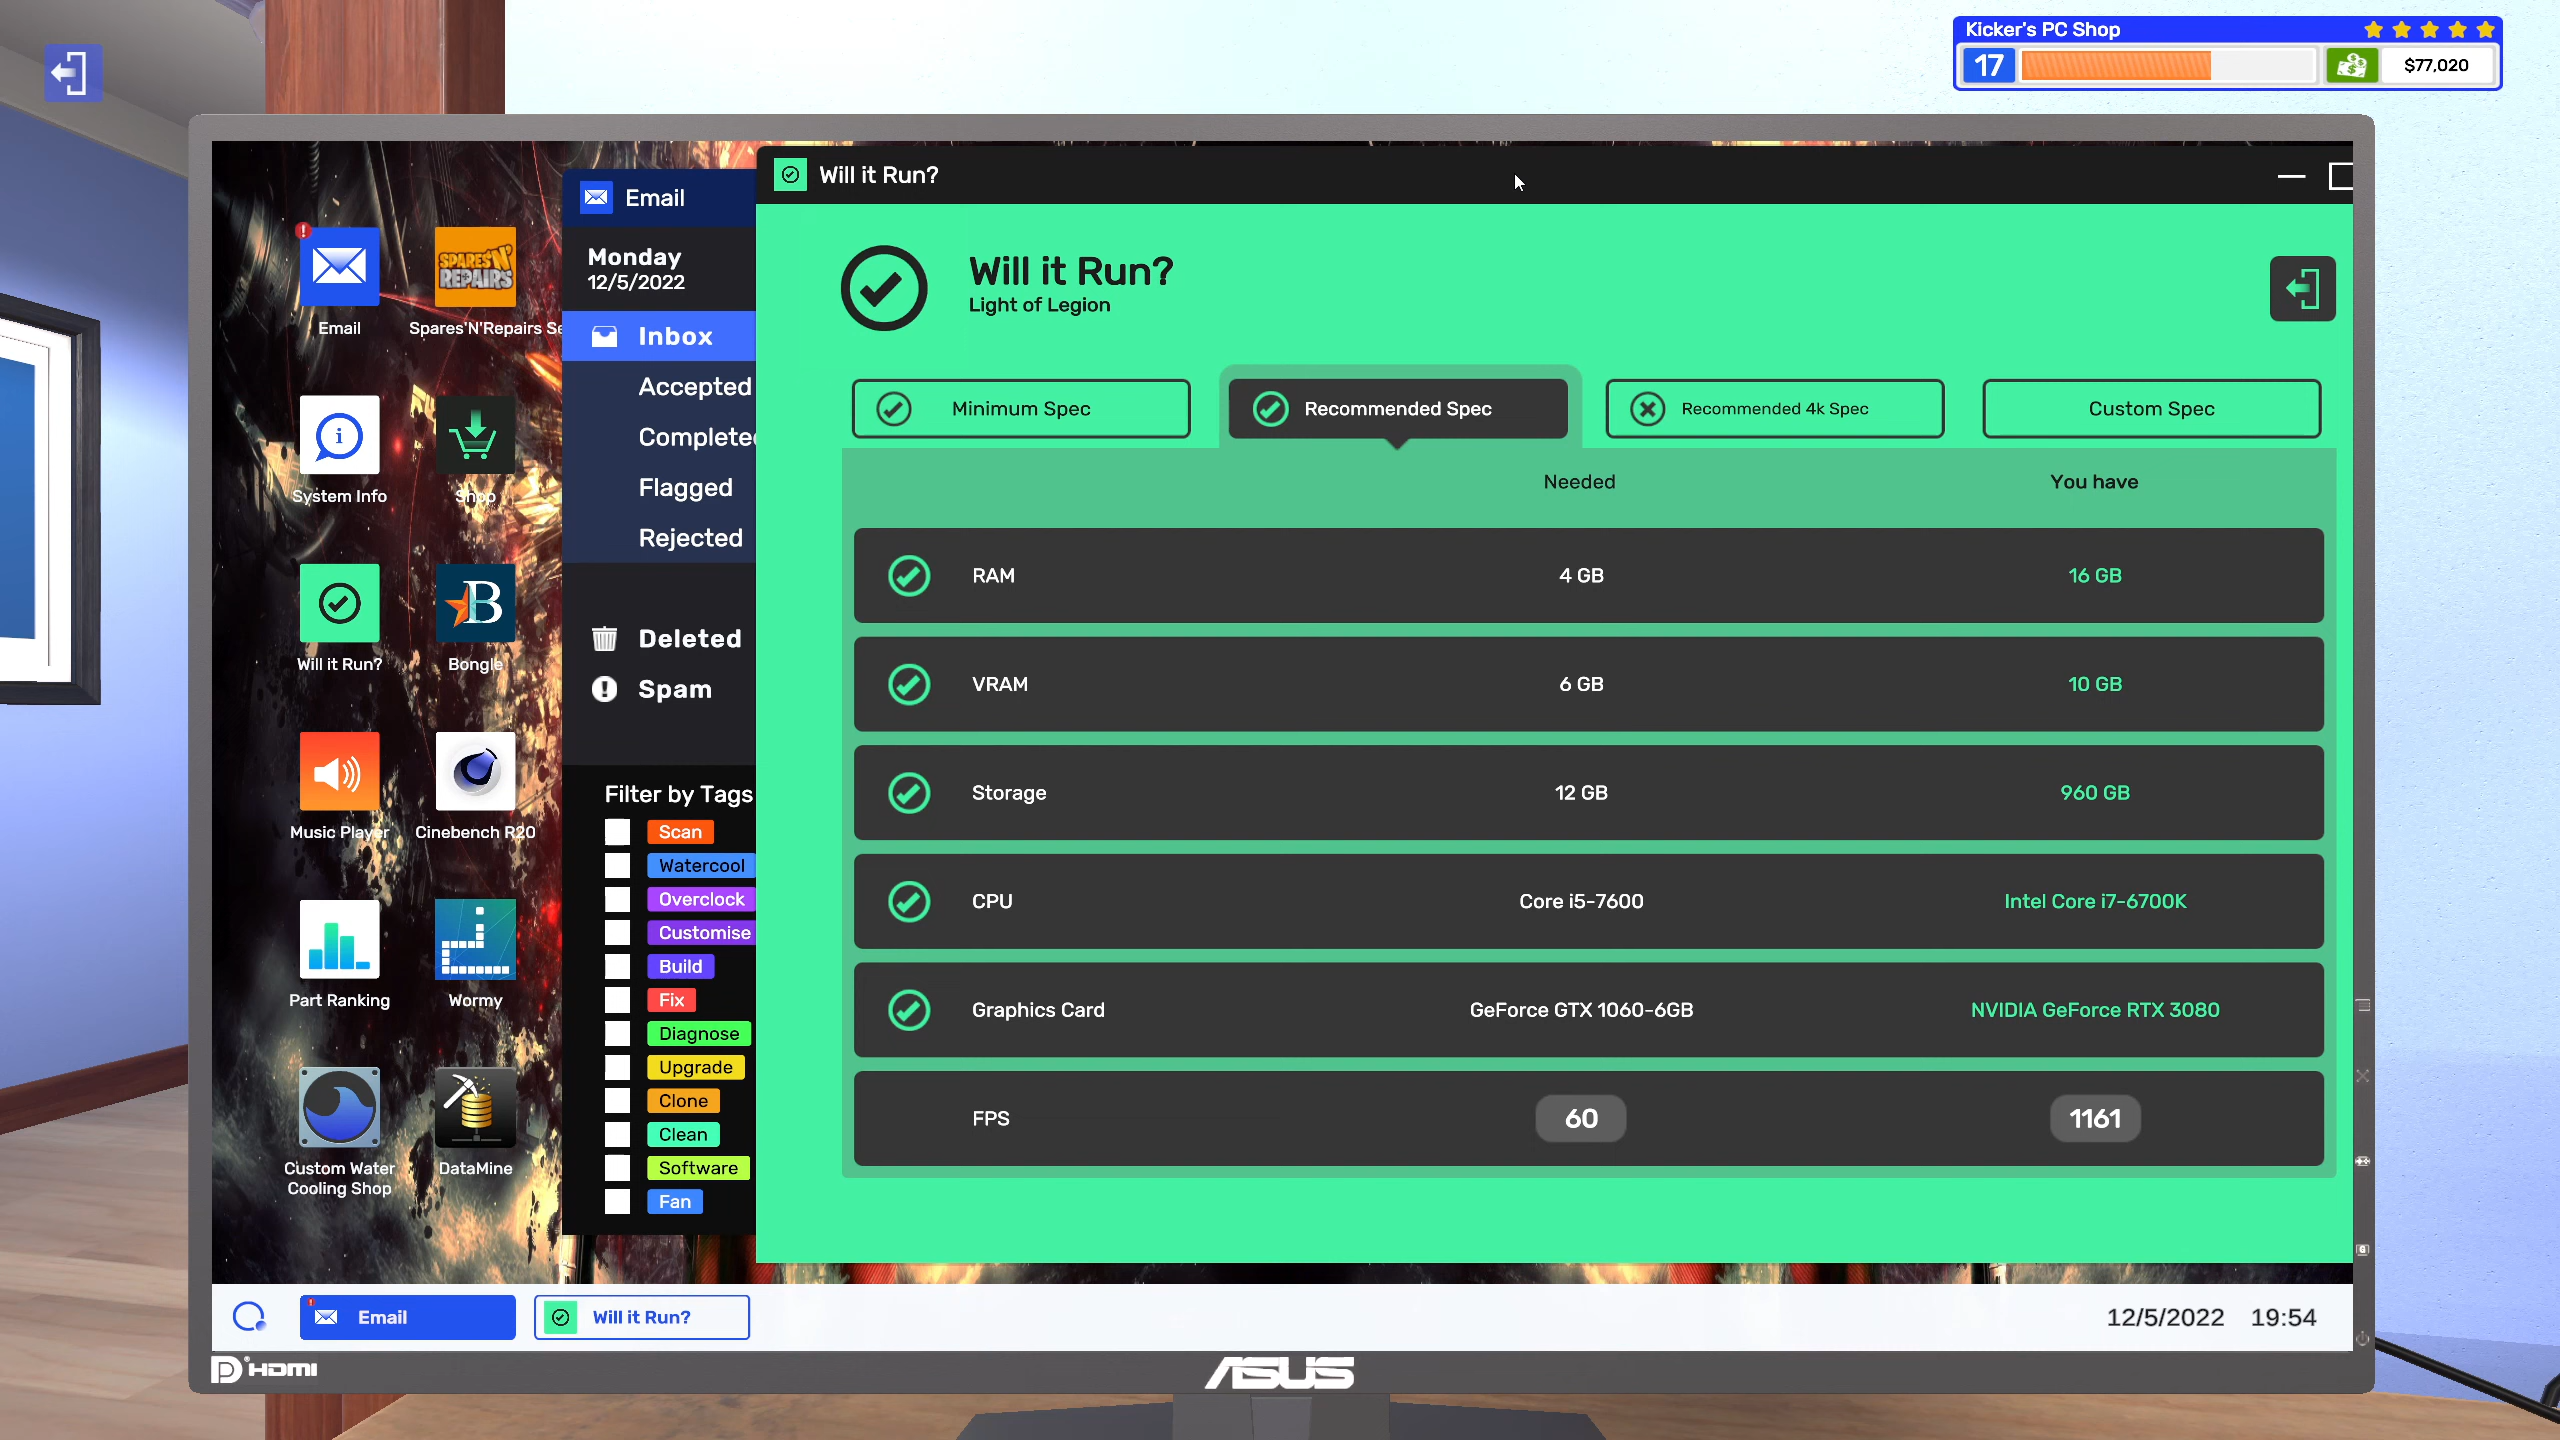 Kicker's PC Shop
17
$77,020
Will it Run?
Email
Monday
12/5/2022
Inbox
Accepted
Complete
Flagged
Rejected
Deleted
Spam
Filter by Tags
Scan
Watercool
Overclock
Customise
Build
Fix
Diagnose
Upgrade
Clone
Clean
Software
Fan
Email
SPARES'N' REPAIRS
Spares'N'Repairs Se
System Info
Shop
Will it Run?
B
Bongle
Music Player
Cinebench R20
Part Ranking
Wormy
Custom Water
Cooling Shop
DataMine
Will it Run?
Light of Legion
Minimum Spec
Recommended Spec
Recommended 4k Spec
Custom Spec
Needed
You have
RAM
4 GB
16 GB
VRAM
6 GB
10 GB
Storage
12 GB
960 GB
CPU
Core i5-7600
Intel Core i7-6700K
Graphics Card
GeForce GTX 1060-6GB
NVIDIA GeForce RTX 3080
FPS
60
1161
Email
Will it Run?
12/5/2022
19:54
HDMI
ASUS